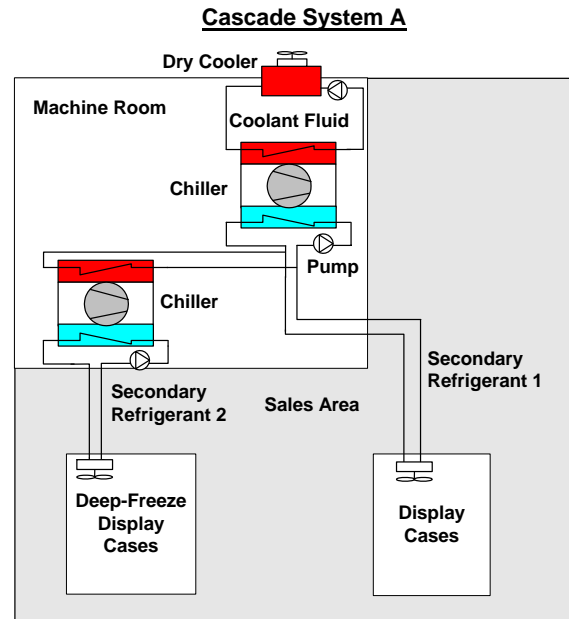 Cascade System A
Dry Cooler
Machine Room
Coolant Fluid
Chiller
Pump
Chiller
Secondary
Refrigerant 1
Secondary
Refrigerant 2
Sales Area
Deep-Freeze
Display
Cases
Display
Cases